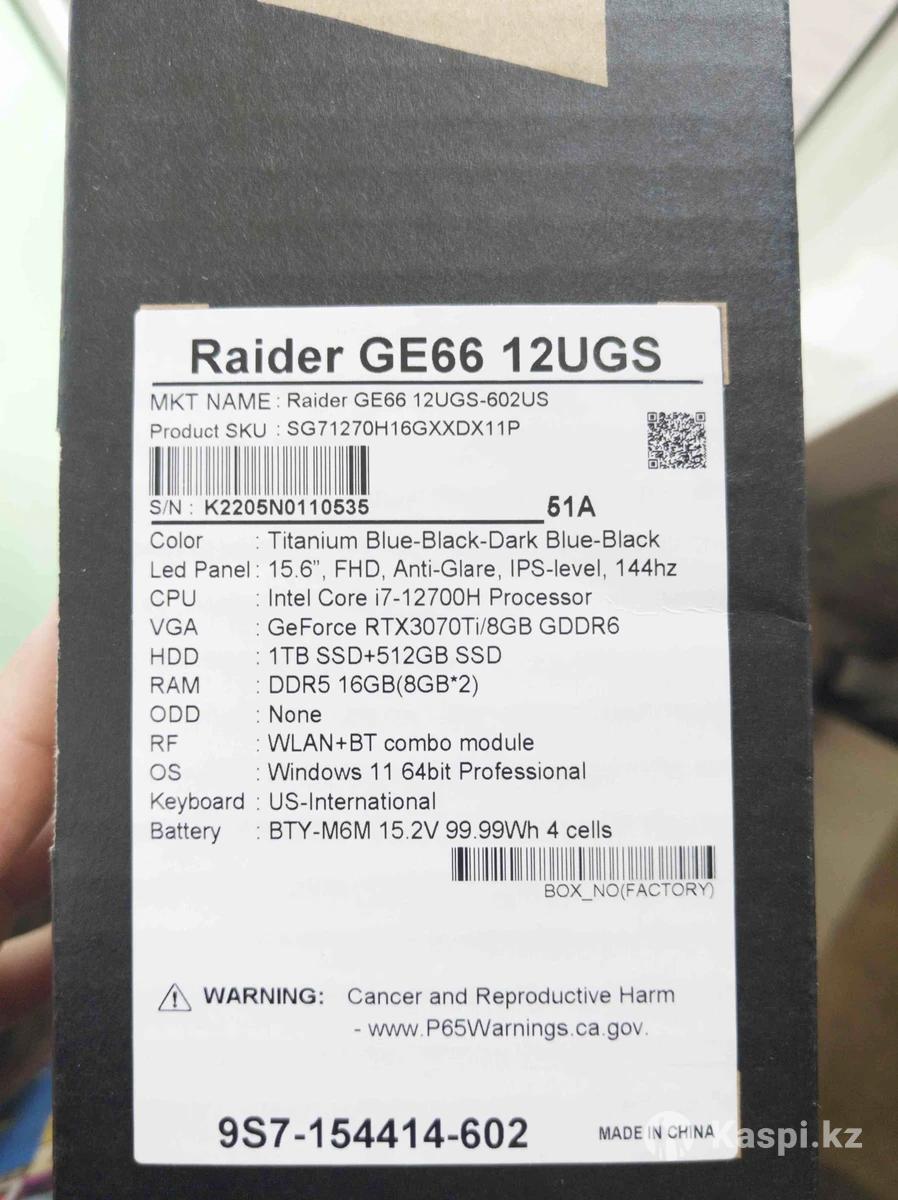 Raider GE66 12UGS
MKT NAME : Raider GE66 12UGS-602US
Product SKU : SG71270H16GXXDX11P
S/N : K2205N0110535
51A
Color : Titanium Blue-Black-Dark Blue-Black
Led Panel : 15.6”, FHD, Anti-Glare, IPS-level, 144hz
CPU : Intel Core i7-12700H Processor
VGA : GeForce RTX3070Ti/8GB GDDR6
HDD : 1TB SSD+512GB SSD
RAM : DDR5 16GB(8GB*2)
ODD : None
RF : WLAN+BT combo module
OS : Windows 11 64bit Professional
Keyboard : US-International
Battery : BTY-M6M 15.2V 99.99Wh 4 cells
BOX_NO(FACTORY)
WARNING: Cancer and Reproductive Harm
- www.P65Warnings.ca.gov.
9S7-154414-602
MADE IN CHINA
Kaspi.kz